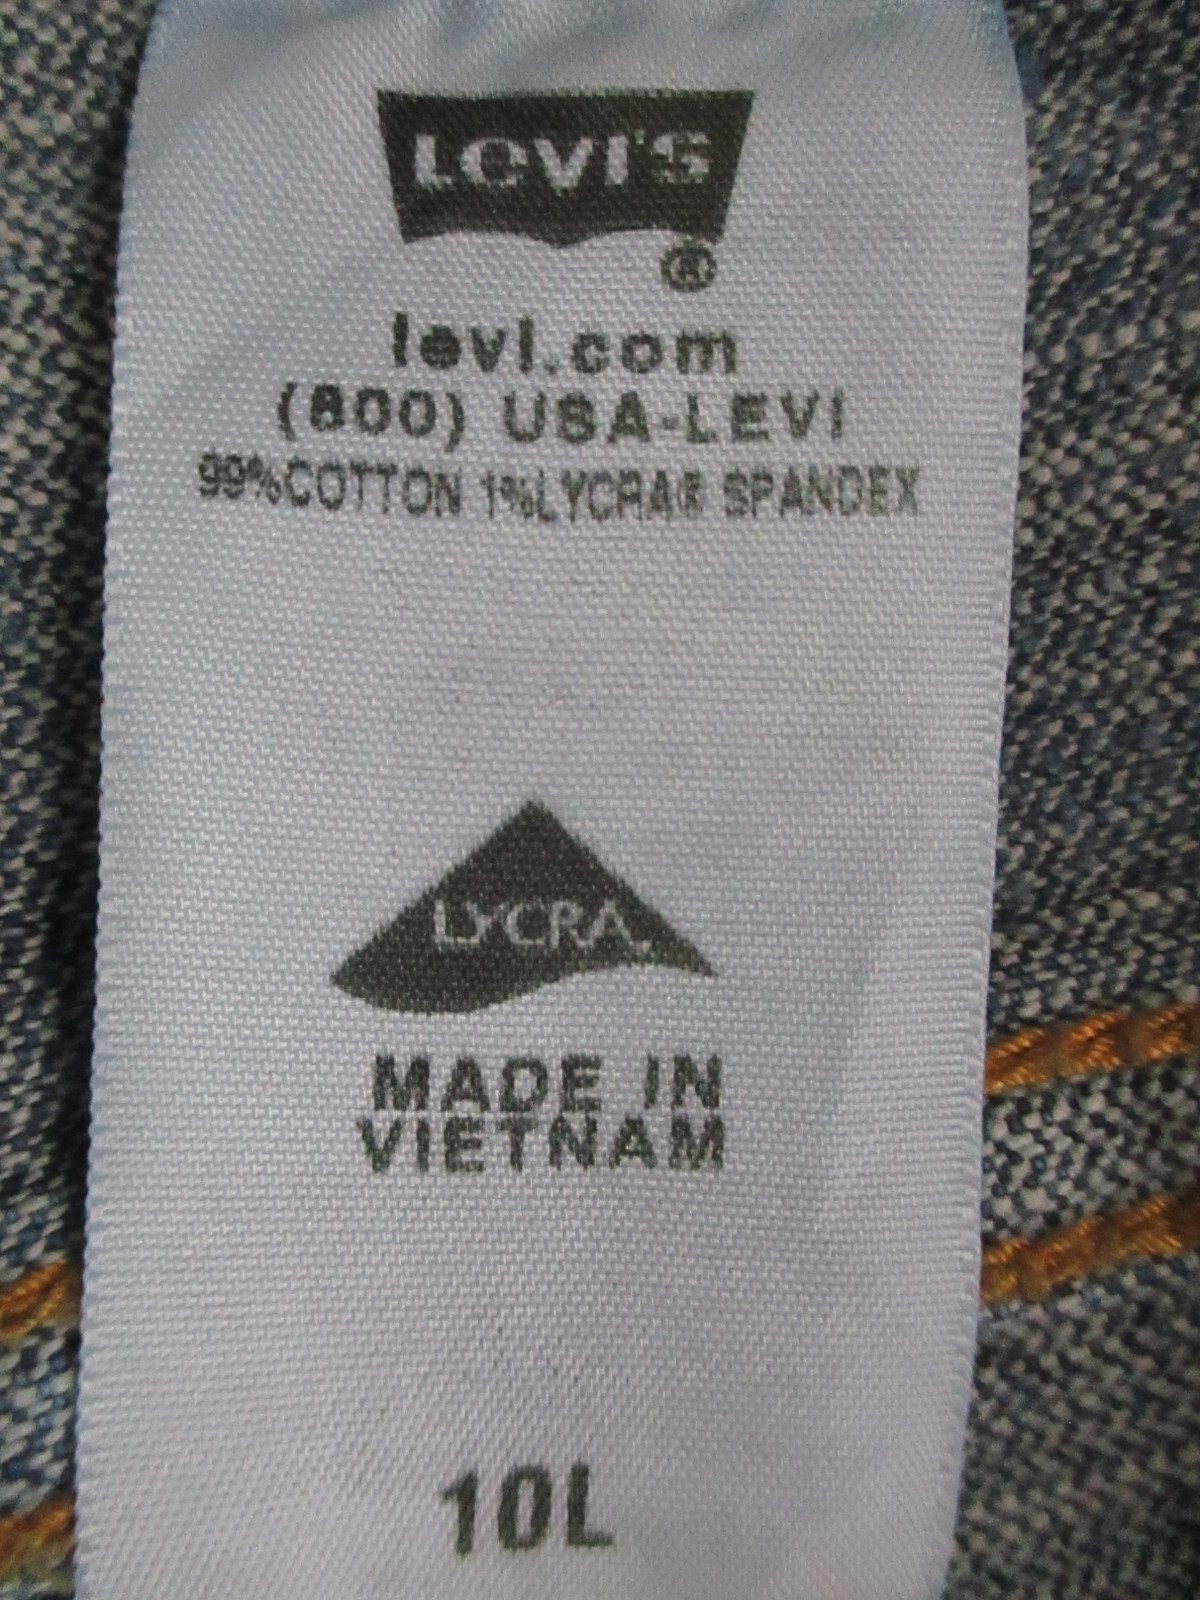 Levi's
®
levi.com
(800) USA-LEVI
99%COTTON 1%LYCRA® SPANDEX
LYCRA
MADE IN
VIETNAM
10L